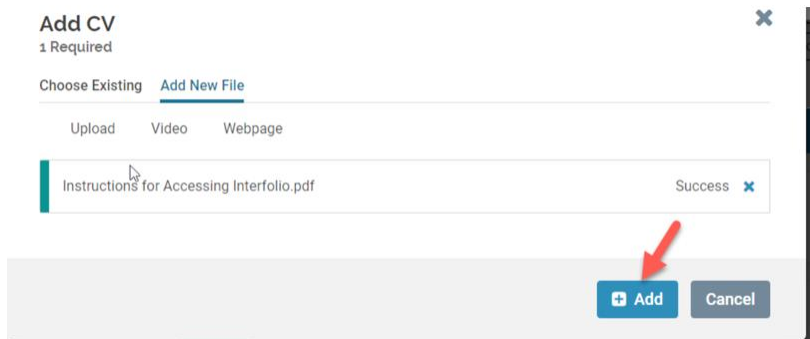 Add CV
1 Required
Choose Existing Add New File
Upload Video Webpage
Instructions for Accessing Interfolio.pdf Success
Add Cancel